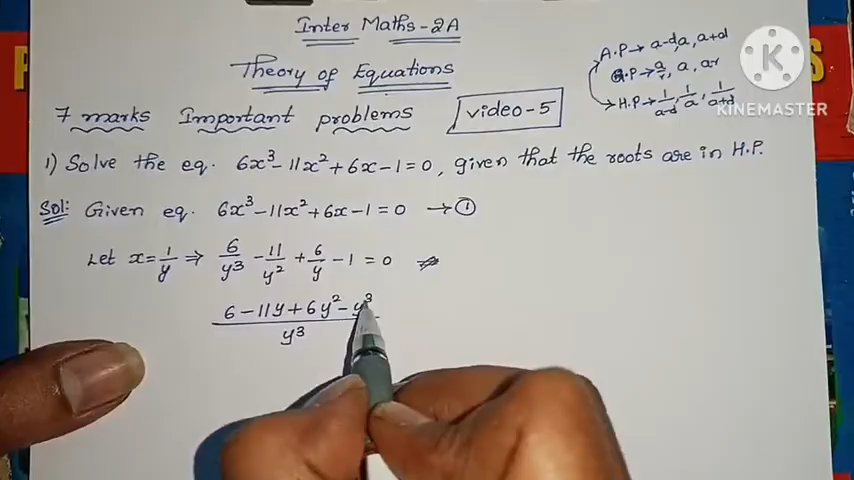 Inter Maths-2A
Theory of Equations
A.P → a-d, a, a+d
G.P → a/r, a, ar
H.P → 1/(a-d), 1/a, 1/(a+d)
KINEMASTER
7 marks Important problems video-5
1) Solve the eq. 6x³-11x²+6x-1=0, given that the roots are in H.P.
Sol: Given eq. 6x³-11x²+6x-1=0 → ①
Let x=1/y ⇒ 6/y³ - 11/y² + 6/y - 1 = 0
6-11y+6y²-y³
y³